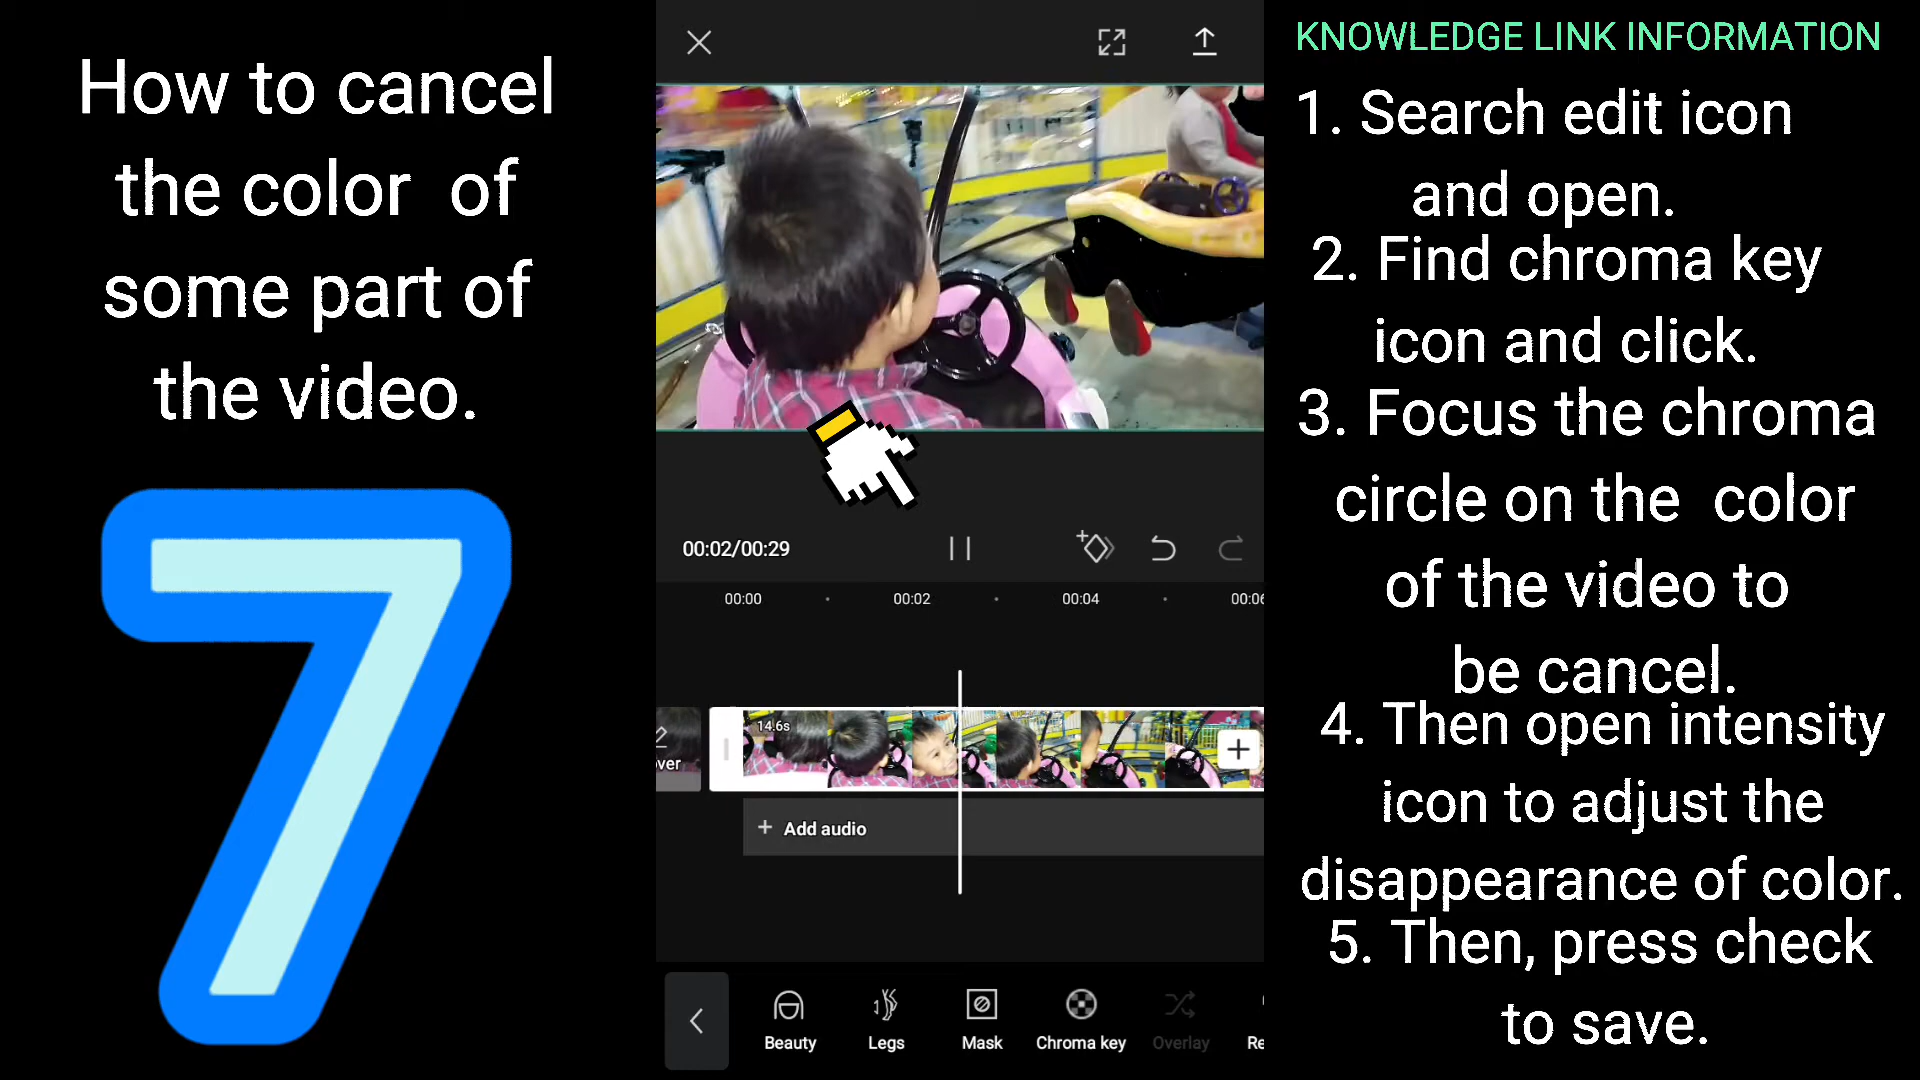 How to cancel
the color of
some part of
the video.
7
00:02/00:29
00:00
00:02
00:04
00:06
14.6s
ver
+ Add audio
Beauty
Legs
Mask
Chroma key
Overlay
Re
KNOWLEDGE LINK INFORMATION
1. Search edit icon
and open.
2. Find chroma key
icon and click.
3. Focus the chroma
circle on the color
of the video to
be cancel.
4. Then open intensity
icon to adjust the
disappearance of color.
5. Then, press check
to save.